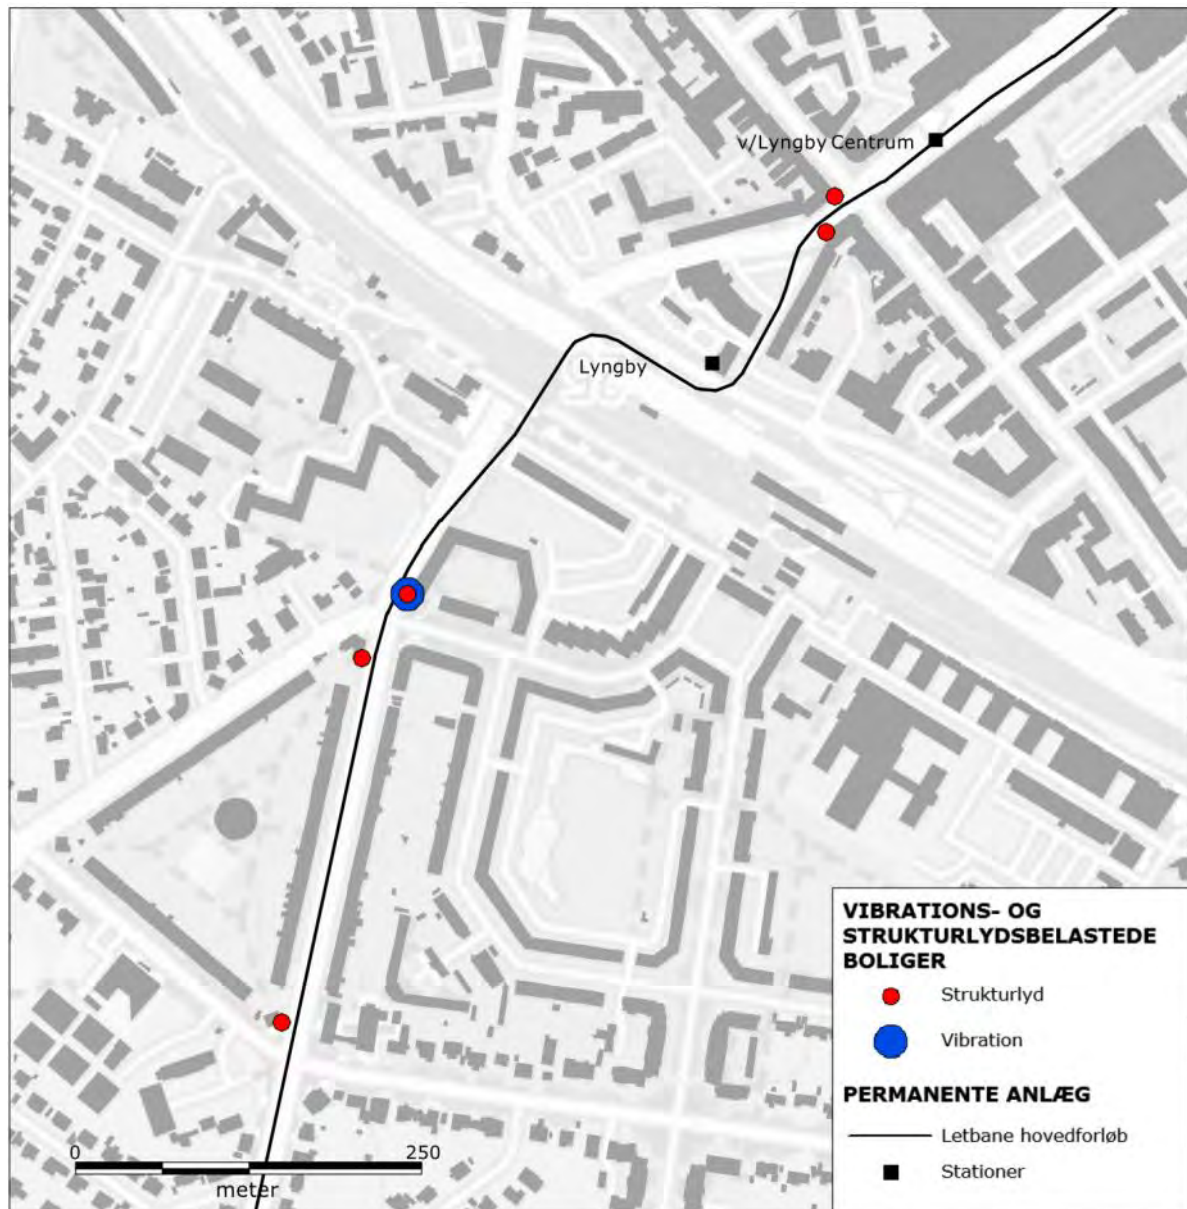 v/Lyngby Centrum
Lyngby
VIBRATIONS- OG
STRUKTURLYDSBELASTEDE
BOLIGER
Strukturlyd
Vibration
PERMANENTE ANLÆG
Letbane hovedforløb
Stationer
0 250
meter